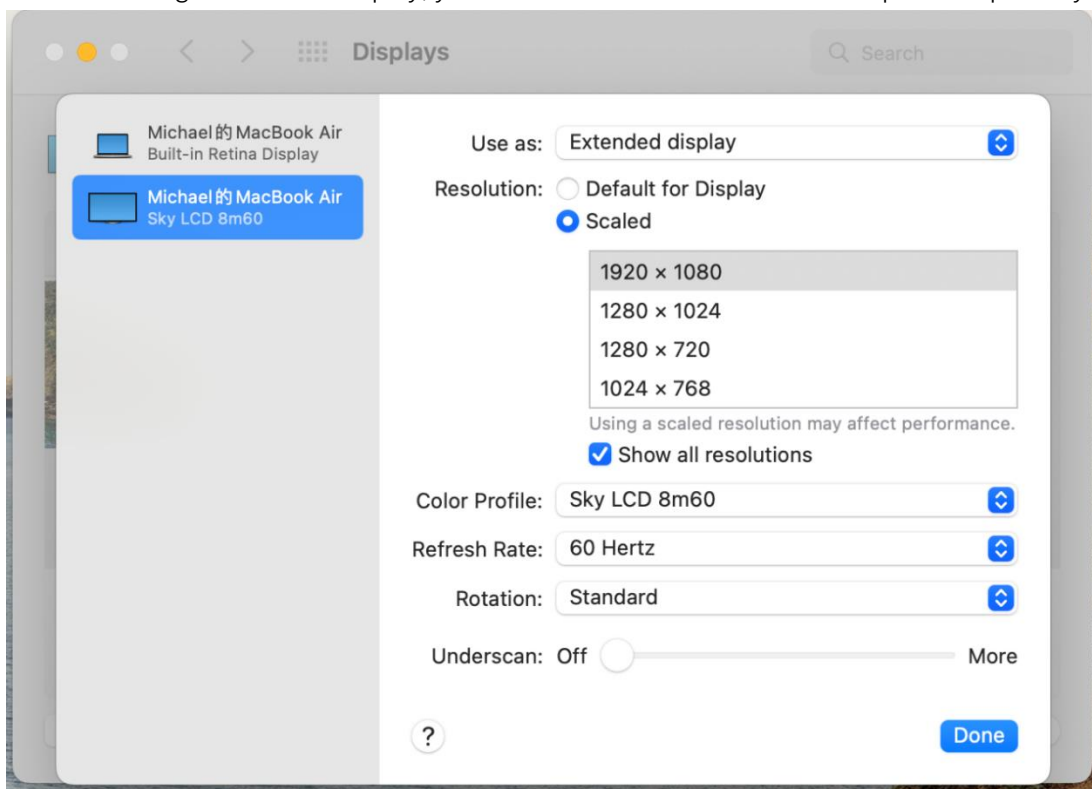 Displays
Search
Michael的MacBook Air
Built-in Retina Display
Michael的MacBook Air
Sky LCD 8m60
Use as: Extended display
Resolution: Default for Display
Scaled
1920 × 1080
1280 × 1024
1280 × 720
1024 × 768
Using a scaled resolution may affect performance.
Show all resolutions
Color Profile: Sky LCD 8m60
Refresh Rate: 60 Hertz
Rotation: Standard
Underscan: Off More
?
Done